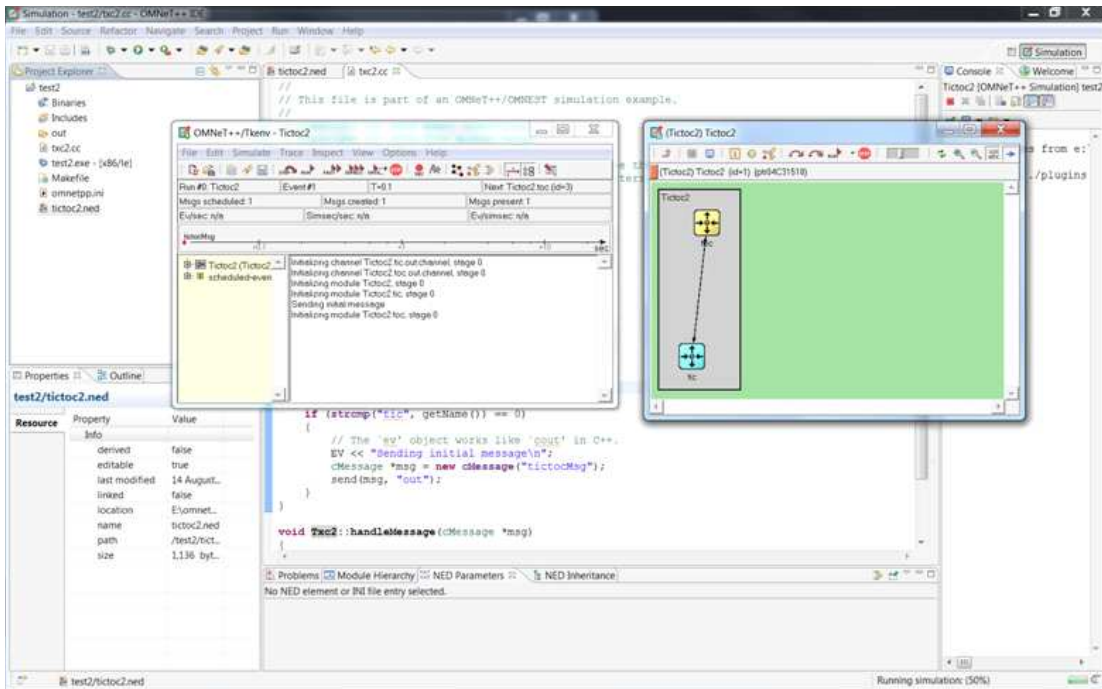 Simulation - test2/txc2.cc - OMNeT++ IDE
File Edit Source Refactor Navigate Search Project Run Window Help
Simulation
Project Explorer
test2
Binaries
Includes
out
txc2.cc
test2.exe - [x86/le]
Makefile
omnetpp.ini
tictoc2.ned
tictoc2.ned
txc2.cc
//
// This file is part of an OMNeT++/OMNEST simulation example.
//
Console
Welcome
Tictoc2 [OMNeT++ Simulation] test2
s from e:
./plugins
OMNeT++/Tkenv - Tictoc2
File Edit Simulate Trace Inspect View Options Help
Run #0: Tictoc2
Event #1
T=0.1
Next: Tictoc2.toc (id=3)
Msgs scheduled: 1
Msgs created: 1
Msgs present: 1
Ev/sec: n/a
Simsec/sec: n/a
Ev/simsec: n/a
tictocMsg
sec
Tictoc2 (Tictoc2
scheduled-even
Initializing channel Tictoc2.tic.out.channel, stage 0
Initializing channel Tictoc2.toc.out.channel, stage 0
Initializing module Tictoc2, stage 0
Initializing module Tictoc2.tic, stage 0
Sending initial message
Initializing module Tictoc2.toc, stage 0
(Tictoc2) Tictoc2
(Tictoc2) Tictoc2 (id=1) (ptr04C31518)
Tictoc2
toc
tic
Properties
Outline
test2/tictoc2.ned
Resource
Property Value
Info
derived false
editable true
last modified 14 August...
linked false
location E:\omnet...
name tictoc2.ned
path /test2/tict...
size 1,136 byt...
if (strcmp("tic", getName()) == 0)
{
// The `ev' object works like `cout' in C++.
EV << "Sending initial message\n";
cMessage *msg = new cMessage("tictocMsg");
send(msg, "out");
}
}
void Txc2::handleMessage(cMessage *msg)
{
Problems
Module Hierarchy
NED Parameters
NED Inheritance
No NED element or INI file entry selected.
test2/tictoc2.ned
Running simulation: (50%)